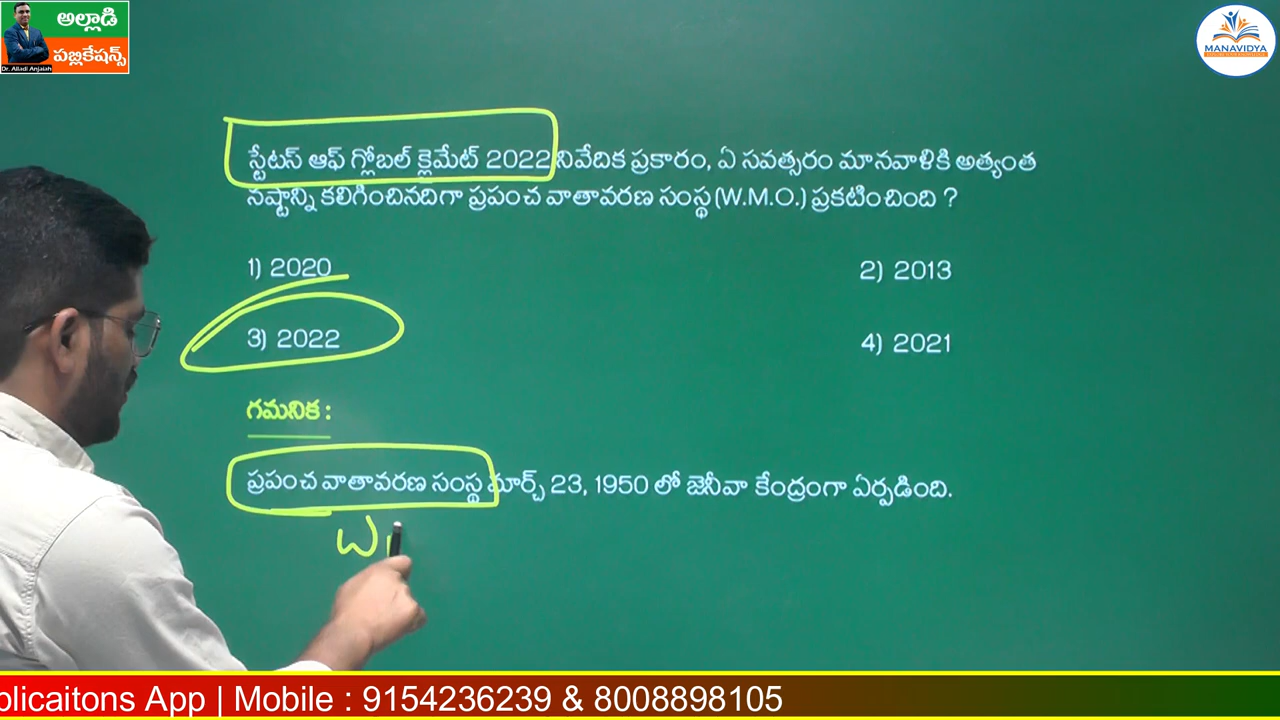 అల్లాడి
పబ్లికేషన్స్
Dr. Alladi Anjaiah
MANAVIDYA
స్టేటస్ ఆఫ్ గ్లోబల్ క్లైమేట్ 2022 నివేదిక ప్రకారం, ఏ సవత్సరం మానవాళికి అత్యంత
నష్టాన్ని కలిగించినదిగా ప్రపంచ వాతావరణ సంస్థ (W.M.O.) ప్రకటించింది ?
1) 2020
2) 2013
3) 2022
4) 2021
గమనిక :
ప్రపంచ వాతావరణ సంస్థ మార్చ్ 23, 1950 లో జెనీవా కేంద్రంగా ఏర్పడింది.
W
plicaitons App | Mobile : 9154236239 & 8008898105